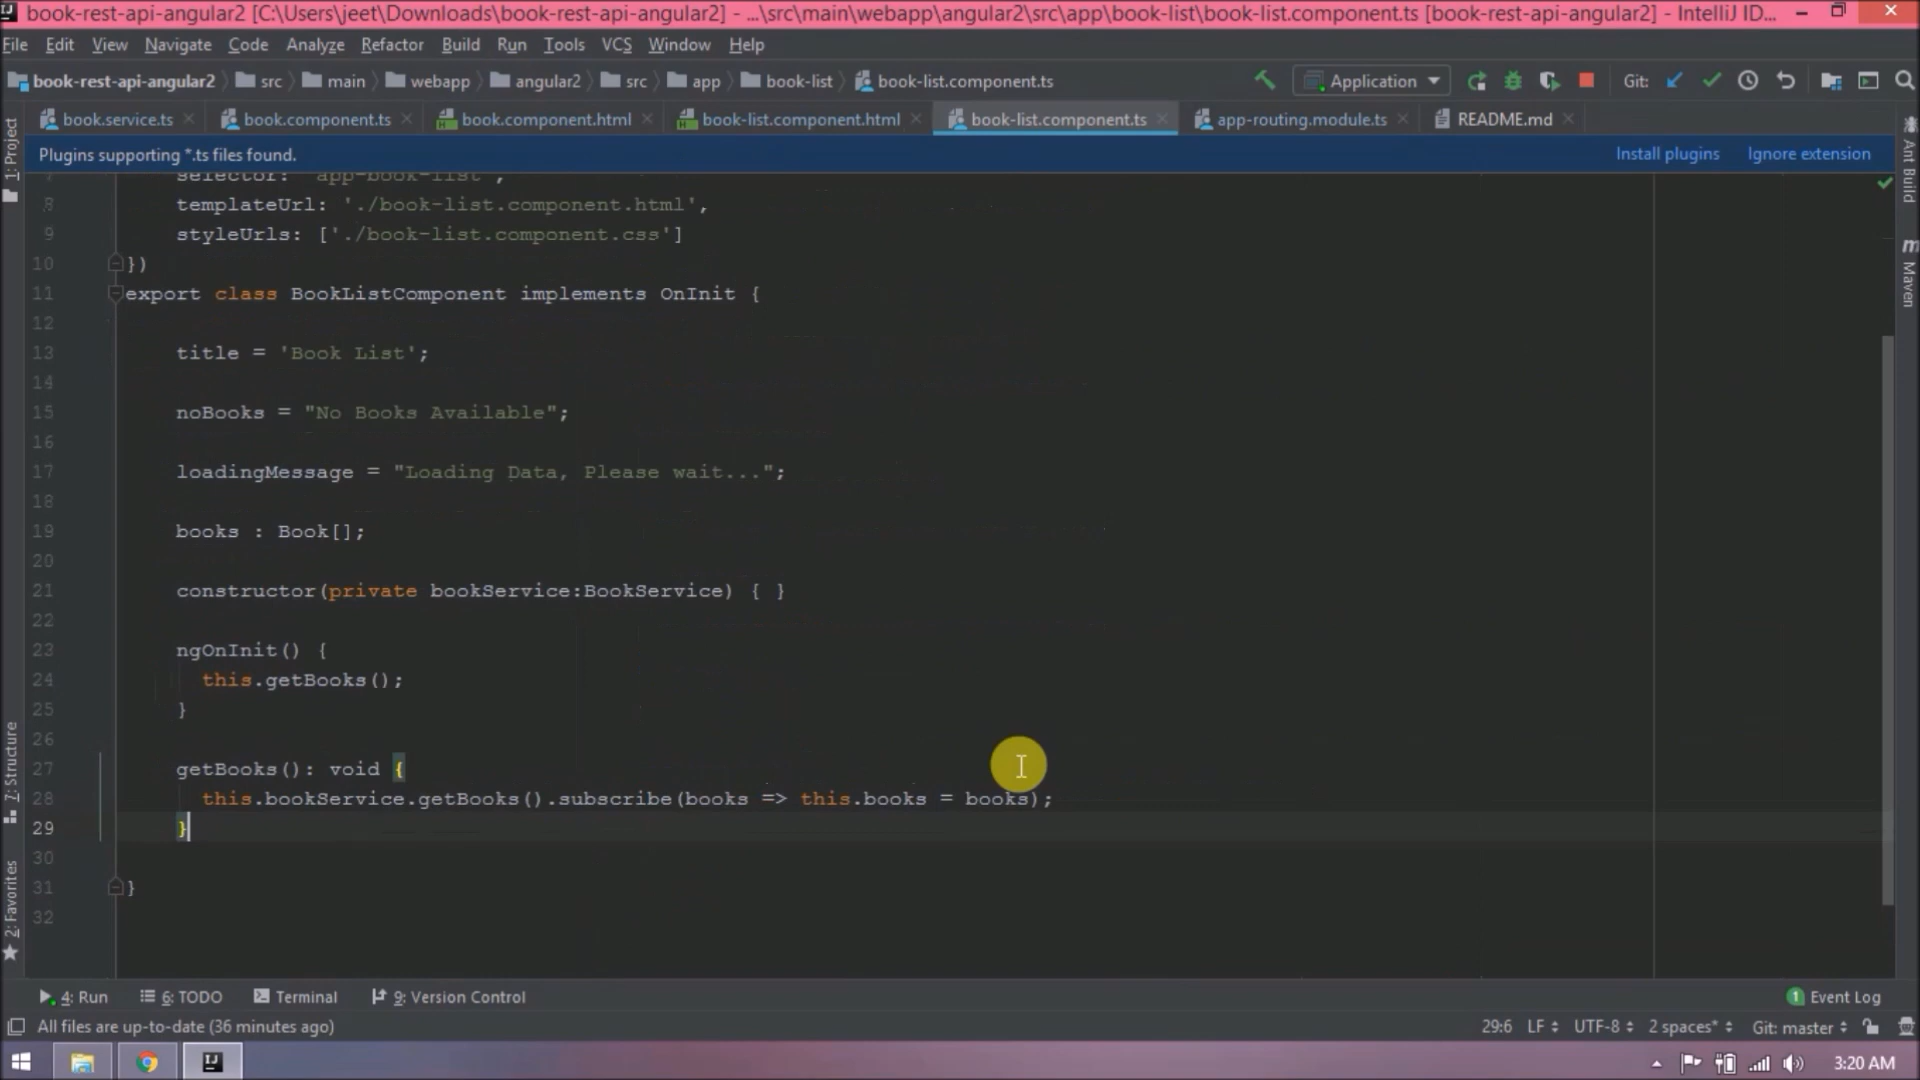 book-rest-api-angular2 [C:\Users\jeet\Downloads\book-rest-api-angular2] - ...\src\main\webapp\angular2\src\app\book-list\book-list.component.ts [book-rest-api-angular2] - IntelliJ ID...
File Edit View Navigate Code Analyze Refactor Build Run Tools VCS Window Help
book-rest-api-angular2 src main webapp angular2 src app book-list book-list.component.ts Application Git:
book.service.ts book.component.ts book.component.html book-list.component.html book-list.component.ts app-routing.module.ts README.md
Plugins supporting *.ts files found. Install plugins Ignore extension
1: Project
7: Structure
2: Favorites
Ant Build
Maven
7 selector: 'app-book-list',
8 templateUrl: './book-list.component.html',
9 styleUrls: ['./book-list.component.css']
10 })
11 export class BookListComponent implements OnInit {
12
13 title = 'Book List';
14
15 noBooks = "No Books Available";
16
17 loadingMessage = "Loading Data, Please wait...";
18
19 books : Book[];
20
21 constructor(private bookService:BookService) { }
22
23 ngOnInit() {
24 this.getBooks();
25 }
26
27 getBooks(): void {
28 this.bookService.getBooks().subscribe(books => this.books = books);
29 }
30
31 }
32
4: Run 6: TODO Terminal 9: Version Control 1 Event Log
All files are up-to-date (36 minutes ago) 29:6 LF UTF-8 2 spaces* Git: master
3:20 AM